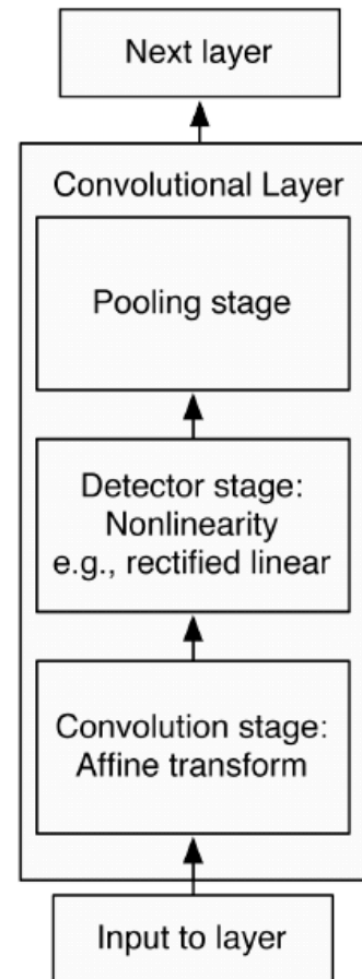 Next layer
Convolutional Layer
Pooling stage
Detector stage:
Nonlinearity
e.g., rectified linear
Convolution stage:
Affine transform
Input to layer